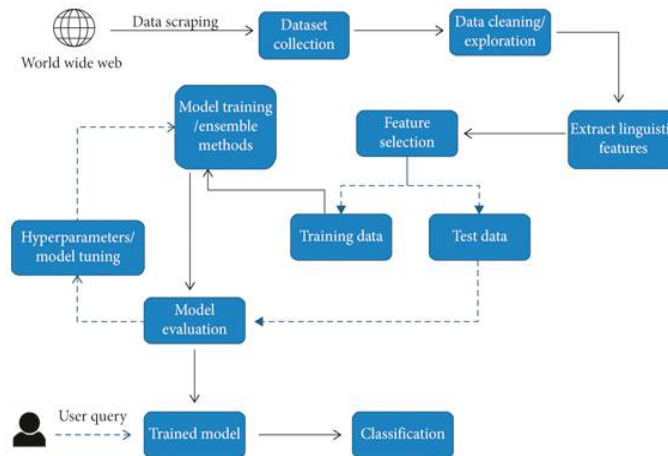 Data scraping
World wide web
Dataset
collection
Data cleaning/
exploration
Model training
/ensemble
methods
Feature
selection
Extract linguisti
features
Hyperparameters/
model tuning
Training data
Test data
Model
evaluation
User query
Trained model
Classification